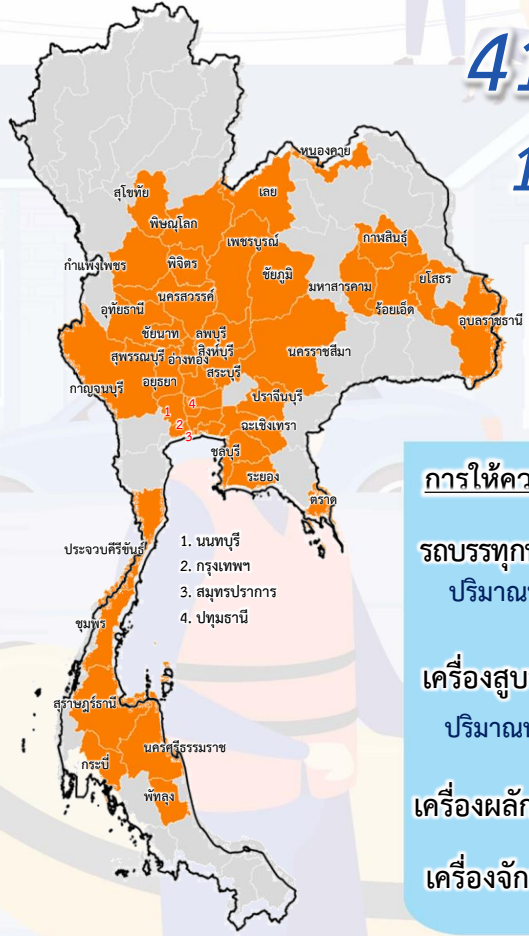 41
1
หนองคาย
สุโขทัย
เลย
พิษณุโลก
เพชรบูรณ์
กาฬสินธุ์
กำแพงเพชร
พิจิตร
ชัยภูมิ
มหาสารคาม
ยโสธร
นครสวรรค์
ร้อยเอ็ด
อุทัยธานี
อุบลราชธานี
ชัยนาท
ลพบุรี
สุพรรณบุรี
อ่างทอง
สิงห์บุรี
นครราชสีมา
สระบุรี
กาญจนบุรี
อยุธยา
ปราจีนบุรี
1
4
2
3
ฉะเชิงเทรา
ชลบุรี
ระยอง
ตราด
ประจวบคีรีขันธ์
1. นนทบุรี
2. กรุงเทพฯ
3. สมุทรปราการ
4. ปทุมธานี
ชุมพร
สุราษฎร์ธานี
นครศรีธรรมราช
กระบี่
พัทลุง
การให้คว
รถบรรทุก
ปริมาณ
เครื่องสูบ
ปริมาณ
เครื่องผลัก
เครื่องจัก